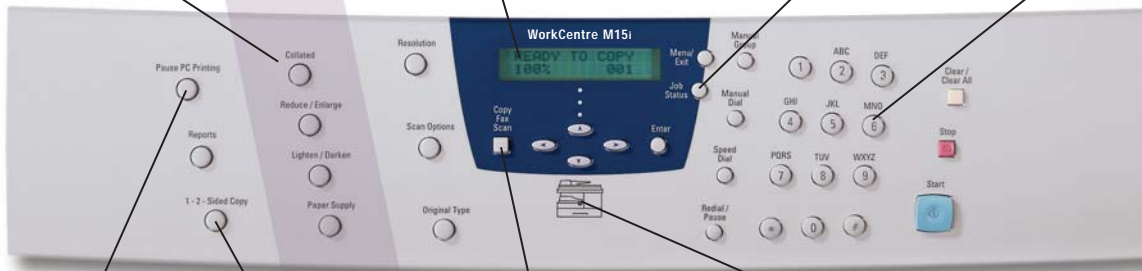 Pause PC Printing
Reports
1 - 2 - Sided Copy
Collated
Reduce / Enlarge
Lighten / Darken
Paper Supply
Resolution
Scan Options
Original Type
WorkCentre M15i
READY TO COPY
100% 001
Menu/
Exit
Job
Status
Copy
Fax
Scan
Enter
Manual
Group
Manual
Dial
Speed
Dial
Redial /
Pause
ABC DEF
1 2 3
GHI JKL MNO
4 5 6
PQRS TUV WXYZ
7 8 9
* 0 #
Clear /
Clear All
Stop
Start